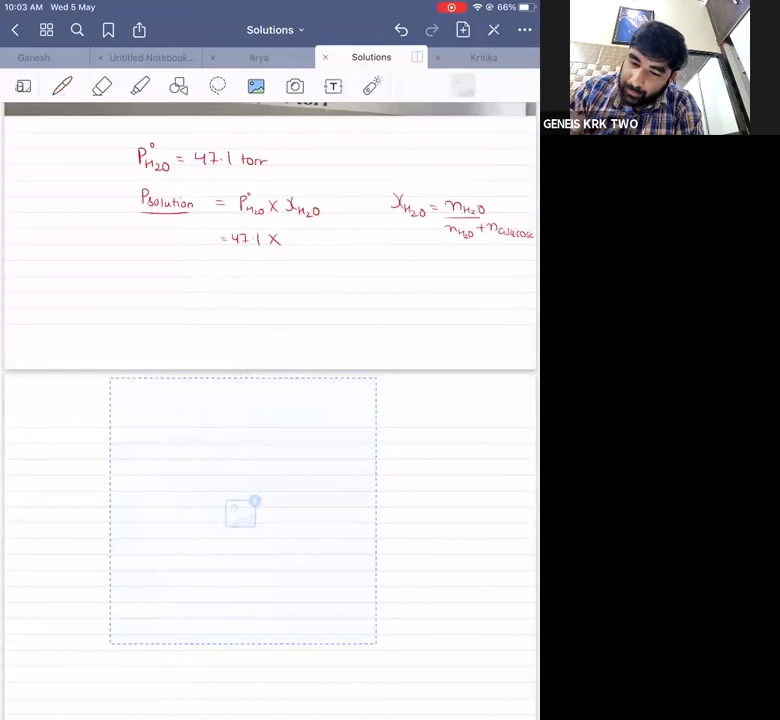 10:03 AM Wed 5 May
66%
Solutions
Ganesh
Untitled Notebook...
Arya
Solutions
Kritika
GENEIS KRK TWO
P°H₂O = 47.1 torr
Psolution = P°H₂O X XH₂O
XH₂O = nH₂O
nH₂O + nGlucose
= 47.1 X